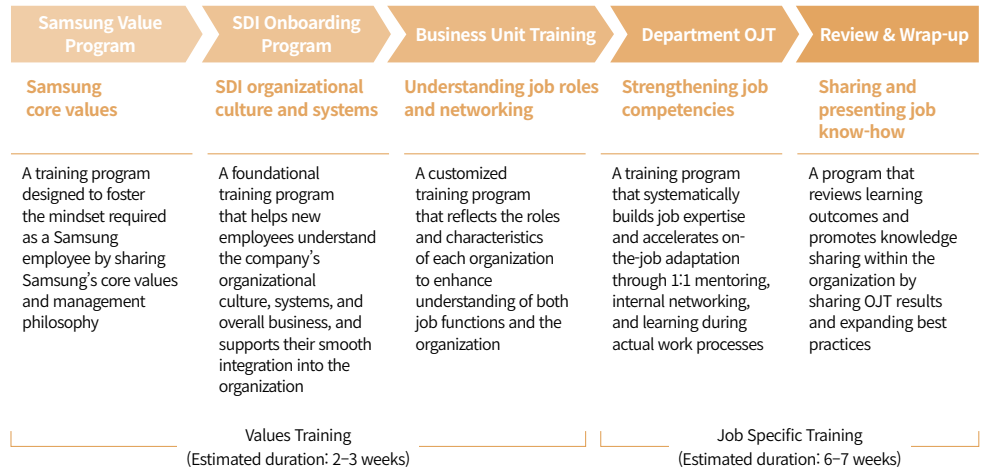 Samsung Value
Program
SDI Onboarding
Program
Business Unit Training
Department OJT
Review & Wrap-up
Samsung
core values
SDI organizational
culture and systems
Understanding job roles
and networking
Strengthening job
competencies
Sharing and
presenting job
know-how
A training program
designed to foster
the mindset required
as a Samsung
employee by sharing
Samsung's core values
and management
philosophy
A foundational
training program
that helps new
employees understand
the company's
organizational
culture, systems, and
overall business, and
supports their smooth
integration into the
organization
A customized
training program
that reflects the roles
and characteristics
of each organization
to enhance
understanding of both
job functions and the
organization
A training program
that systematically
builds job expertise
and accelerates on-
the-job adaptation
through 1:1 mentoring,
internal networking,
and learning during
actual work processes
A program that
reviews learning
outcomes and
promotes knowledge
sharing within the
organization by
sharing OJT results
and expanding best
practices
Values Training
(Estimated duration: 2–3 weeks)
Job Specific Training
(Estimated duration: 6–7 weeks)